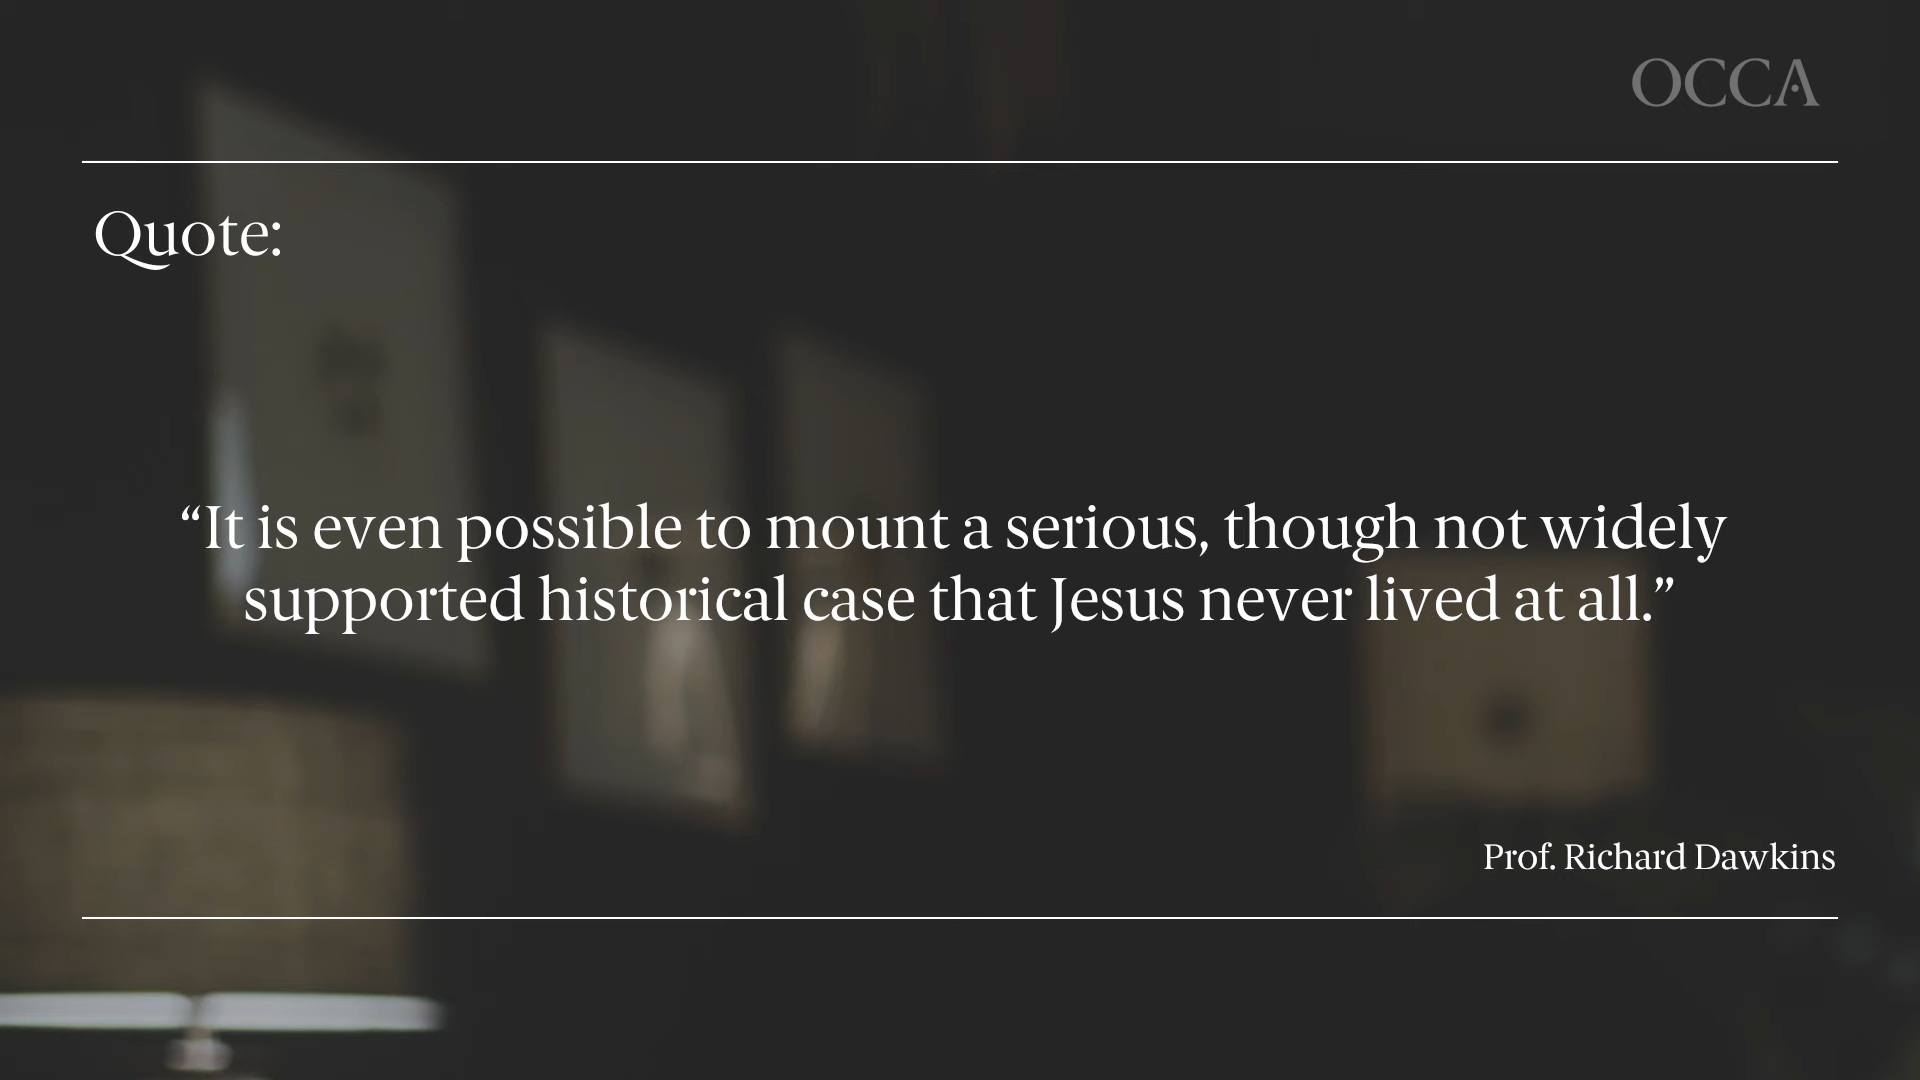 OCCA
Quote:
“It is even possible to mount a serious, though not widely
supported historical case that Jesus never lived at all.”
Prof. Richard Dawkins